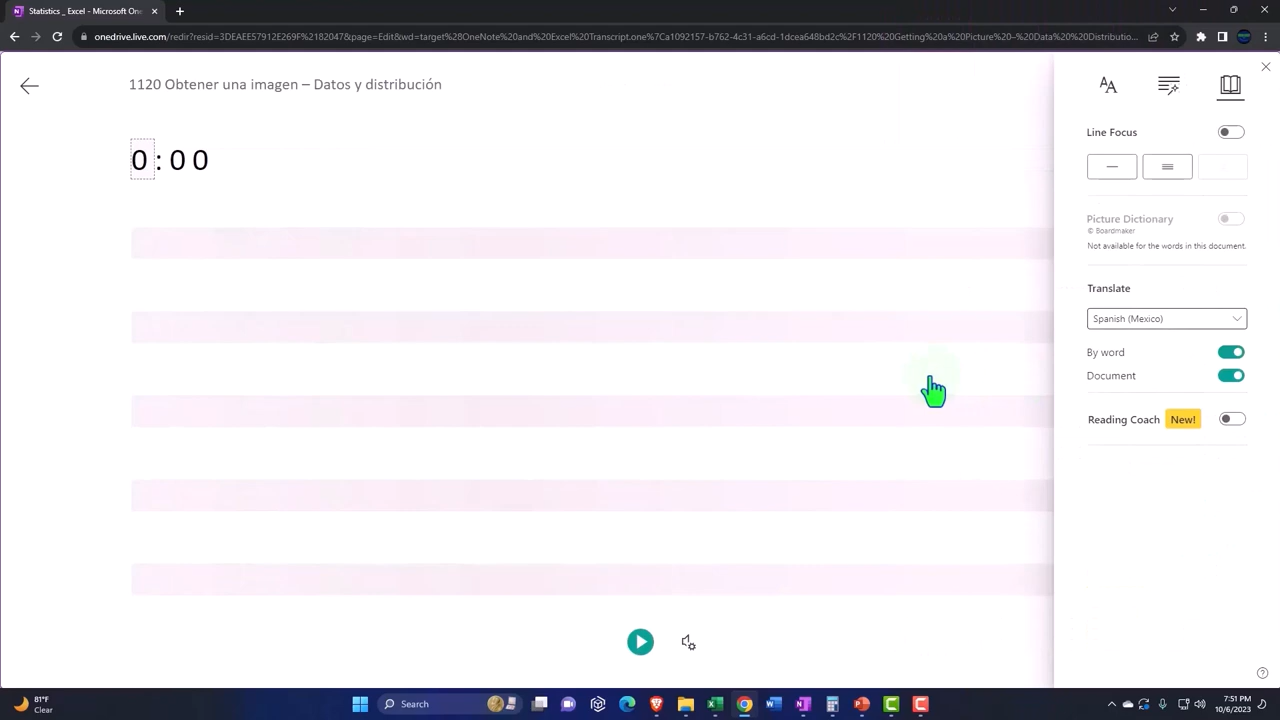 Statistics _ Excel - Microsoft One
onedrive.live.com/redir?resid=3DEAEE57912E269F%2182047&page=Edit&wd=target%28OneNote%20and%20Excel%20Transcript.one%7Ca1092157-b762-4c31-a6cd-1dca648bd2c%2F1120%20Getting%20a%20Picture%20–%20Data%20%20Distributio...
1120 Obtener una imagen – Datos y distribución
0:00
Line Focus
Picture Dictionary
© Boardmaker
Not available for the words in this document.
Translate
Spanish (Mexico)
By word
Document
Reading Coach New!
81°F
Clear
Search
7:51 PM
10/6/2023